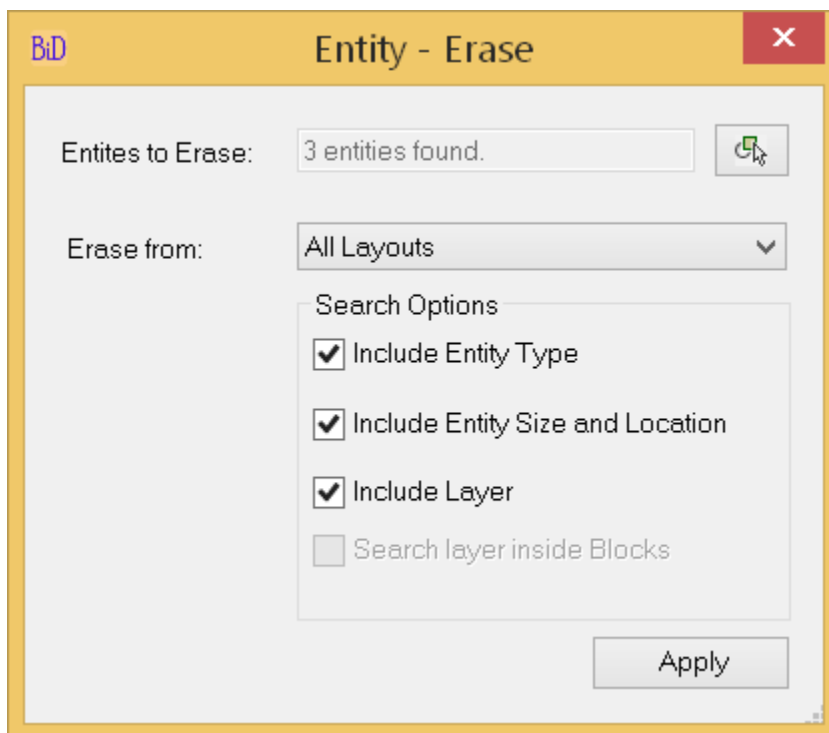 BiD Entity - Erase
Entites to Erase: 3 entities found.
Erase from: All Layouts
Search Options
Include Entity Type
Include Entity Size and Location
Include Layer
Search layer inside Blocks
Apply